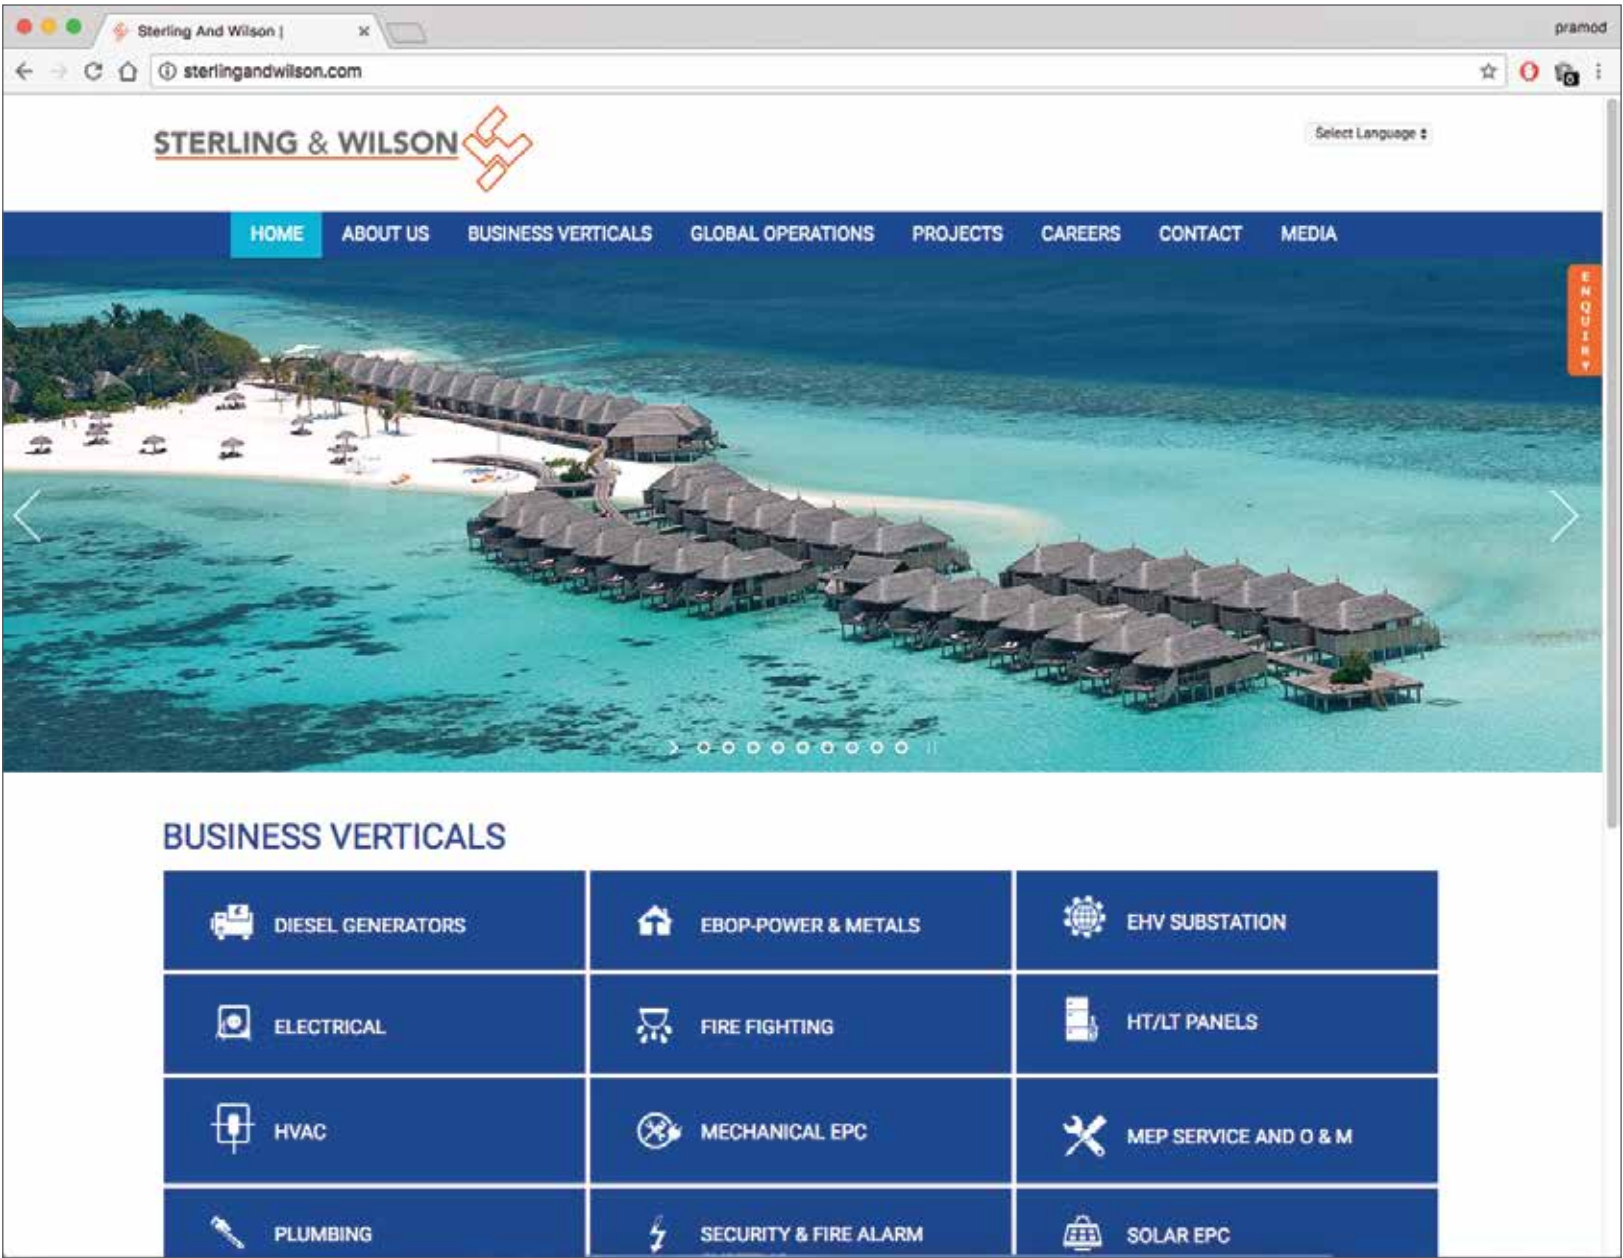 Sterling And Wilson |
pramod
sterlingandwilson.com
STERLING & WILSON
Select Language
HOME ABOUT US BUSINESS VERTICALS GLOBAL OPERATIONS PROJECTS CAREERS CONTACT MEDIA
ENQUIRY
BUSINESS VERTICALS
DIESEL GENERATORS
EBOP-POWER & METALS
EHV SUBSTATION
ELECTRICAL
FIRE FIGHTING
HT/LT PANELS
HVAC
MECHANICAL EPC
MEP SERVICE AND O & M
PLUMBING
SECURITY & FIRE ALARM
SOLAR EPC